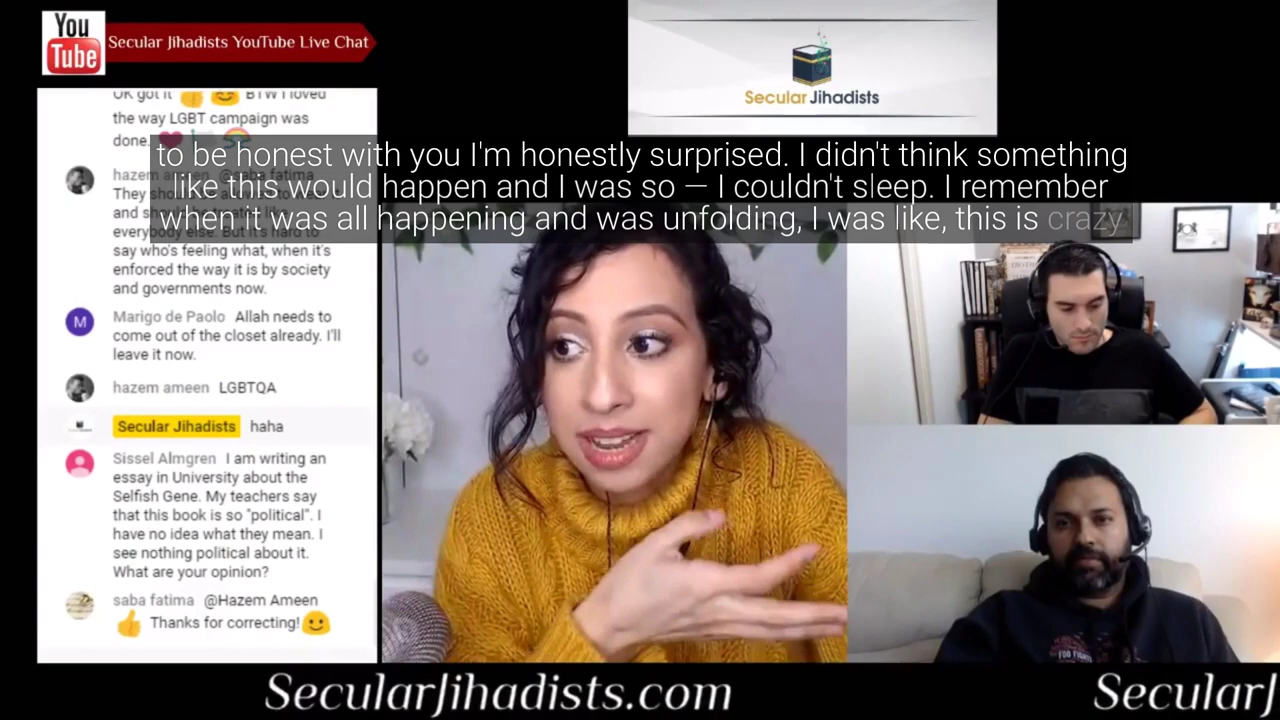 You
Tube
Secular Jihadists YouTube Live Chat
OK got it 👍 😊 BTW I loved
the way LGBT campaign was
done. ❤️ 🏳️ 🌈
hazem ameen @saba fatima
They
and
everybody else. But it's hard to
say who's feeling what, when it's
enforced the way it is by society
and governments now.
Marigo de Paolo Allah needs to
come out of the closet already. I'll
leave it now.
hazem ameen LGBTQA
Secular Jihadists haha
Sissel Almgren I am writing an
essay in University about the
Selfish Gene. My teachers say
that this book is so "political". I
have no idea what they mean. I
see nothing political about it.
What are your opinion?
saba fatima @Hazem Ameen
👍 Thanks for correcting!🙂
Secular Jihadists
to be honest with you I'm honestly surprised. I didn't think something
like this would happen and I was so — I couldn't sleep. I remember
when it was all happening and was unfolding, I was like, this is crazy
FOO FIGHTERS
SecularJihadists.com
SecularJ